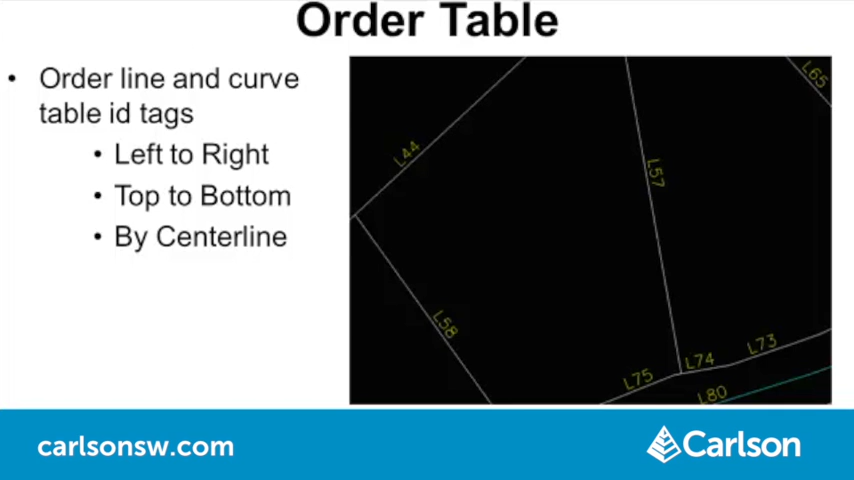 Order Table
• Order line and curve
table id tags
• Left to Right
• Top to Bottom
• By Centerline
L44
L57
L65
L58
L75
L74
L73
L80
carlsonsw.com
Carlson